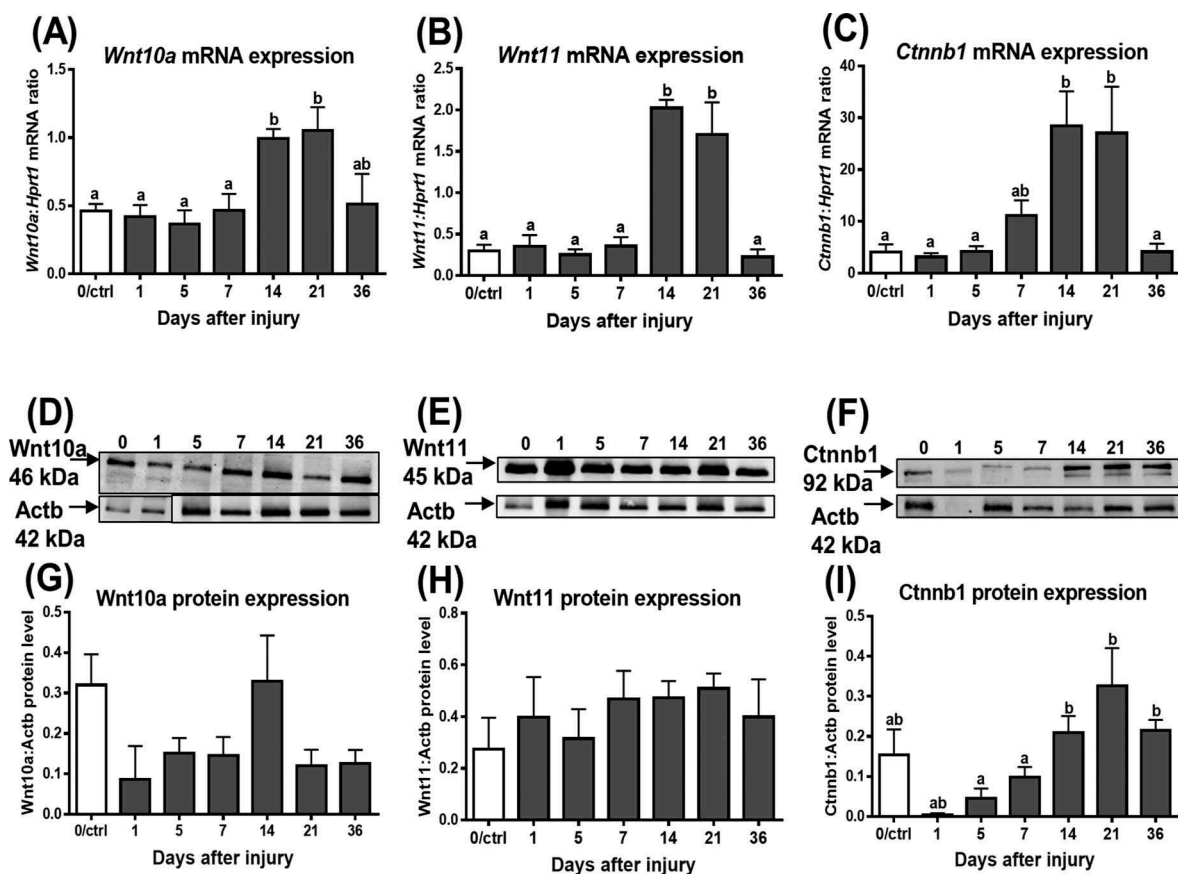 (A)
Wnt10a mRNA expression
Wnt10a:Hprt1 mRNA ratio
1.5
1.0
0.5
0.0
a
a
a
a
b
b
ab
0/ctrl 1 5 7 14 21 36
Days after injury
(B)
Wnt11 mRNA expression
Wnt11:Hprt1 mRNA ratio
2.5
2.0
1.5
1.0
0.5
0.0
a
a
a
a
b
b
a
0/ctrl 1 5 7 14 21 36
Days after injury
(C)
Ctnnb1 mRNA expression
Ctnnb1:Hprt1 mRNA ratio
40
30
20
10
0
a
a
a
ab
b
b
a
0/ctrl 1 5 7 14 21 36
Days after injury
(D)
0 1 5 7 14 21 36
Wnt10a
46 kDa
Actb
42 kDa
(E)
0 1 5 7 14 21 36
Wnt11
45 kDa
Actb
42 kDa
(F)
0 1 5 7 14 21 36
Ctnnb1
92 kDa
Actb
42 kDa
(G)
Wnt10a protein expression
Wnt10a:Actb protein level
0.5
0.4
0.3
0.2
0.1
0.0
0/ctrl 1 5 7 14 21 36
Days after injury
(H)
Wnt11 protein expression
Wnt11:Actb protein level
0.8
0.6
0.4
0.2
0.0
0/ctrl 1 5 7 14 21 36
Days after injury
(I)
Ctnnb1 protein expression
Ctnnb1:Actb protein level
0.5
0.4
0.3
0.2
0.1
0.0
ab
ab
a
a
b
b
b
0/ctrl 1 5 7 14 21 36
Days after injury